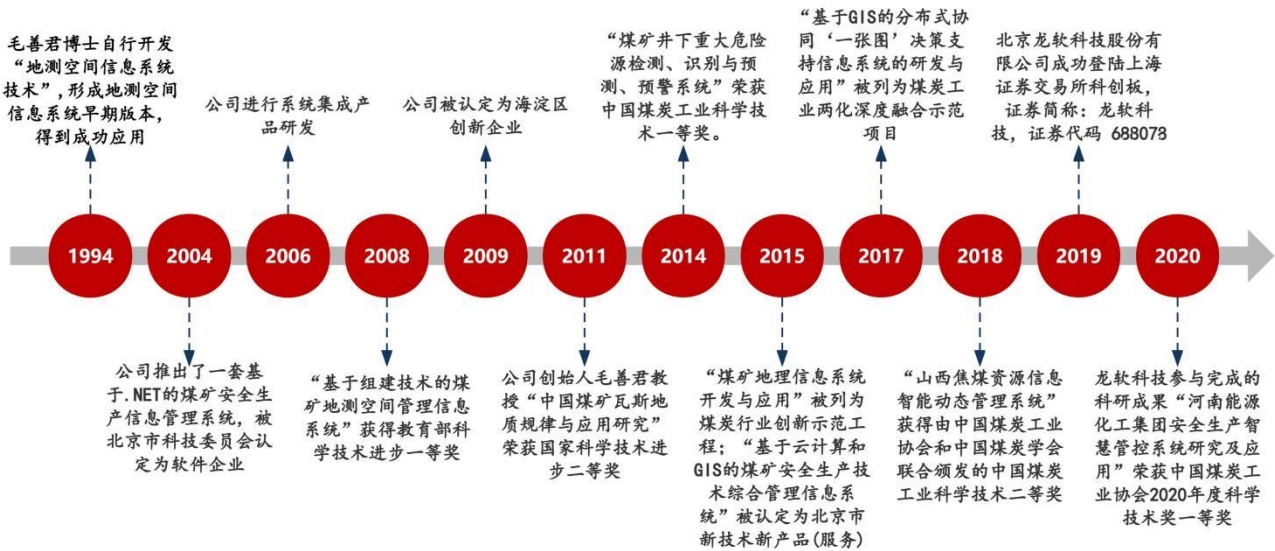 毛善君博士自行开发
“地测空间信息系统
技术”,形成地测空间
信息系统早期版本,
得到成功应用
公司进行系统集成产
品研发
公司被认定为海淀区
创新企业
“煤矿井下重大危险
源检测、识别与预
测、预警系统”荣获
中国煤炭工业科学技
术一等奖。
“基于GIS的分布式协
同‘一张图’决策支
持信息系统的研发与
应用”被列为煤炭工
业两化深度融合示范
项目
北京龙软科技股份有
限公司成功登陆上海
证券交易所科创板,
证券简称：龙软科
技, 证券代码 688078
1994
2004
2006
2008
2009
2011
2014
2015
2017
2018
2019
2020
公司推出了一套基
于.NET的煤矿安全生
产信息管理系统, 被
北京市科技委员会认
定为软件企业
“基于组建技术的煤
矿地测空间管理信息
系统”获得教育部科
学技术进步一等奖
公司创始人毛善君教
授“中国煤矿瓦斯地
质规律与应用研究”
荣获国家科学技术进
步二等奖
“煤矿地理信息系统
开发与应用”被列为
煤炭行业创新示范工
程；“基于云计算和
GIS的煤矿安全生产技
术综合管理信息系
统”被认定为北京市
新技术新产品(服务)
“山西焦煤资源信息
智能动态管理系统”
获得由中国煤炭工业
协会和中国煤炭学会
联合颁发的中国煤炭
工业科学技术二等奖
龙软科技参与完成的
科研成果“河南能源
化工集团安全生产智
慧管控系统研究及应
用”荣获中国煤炭工
业协会2020年度科学
技术奖一等奖